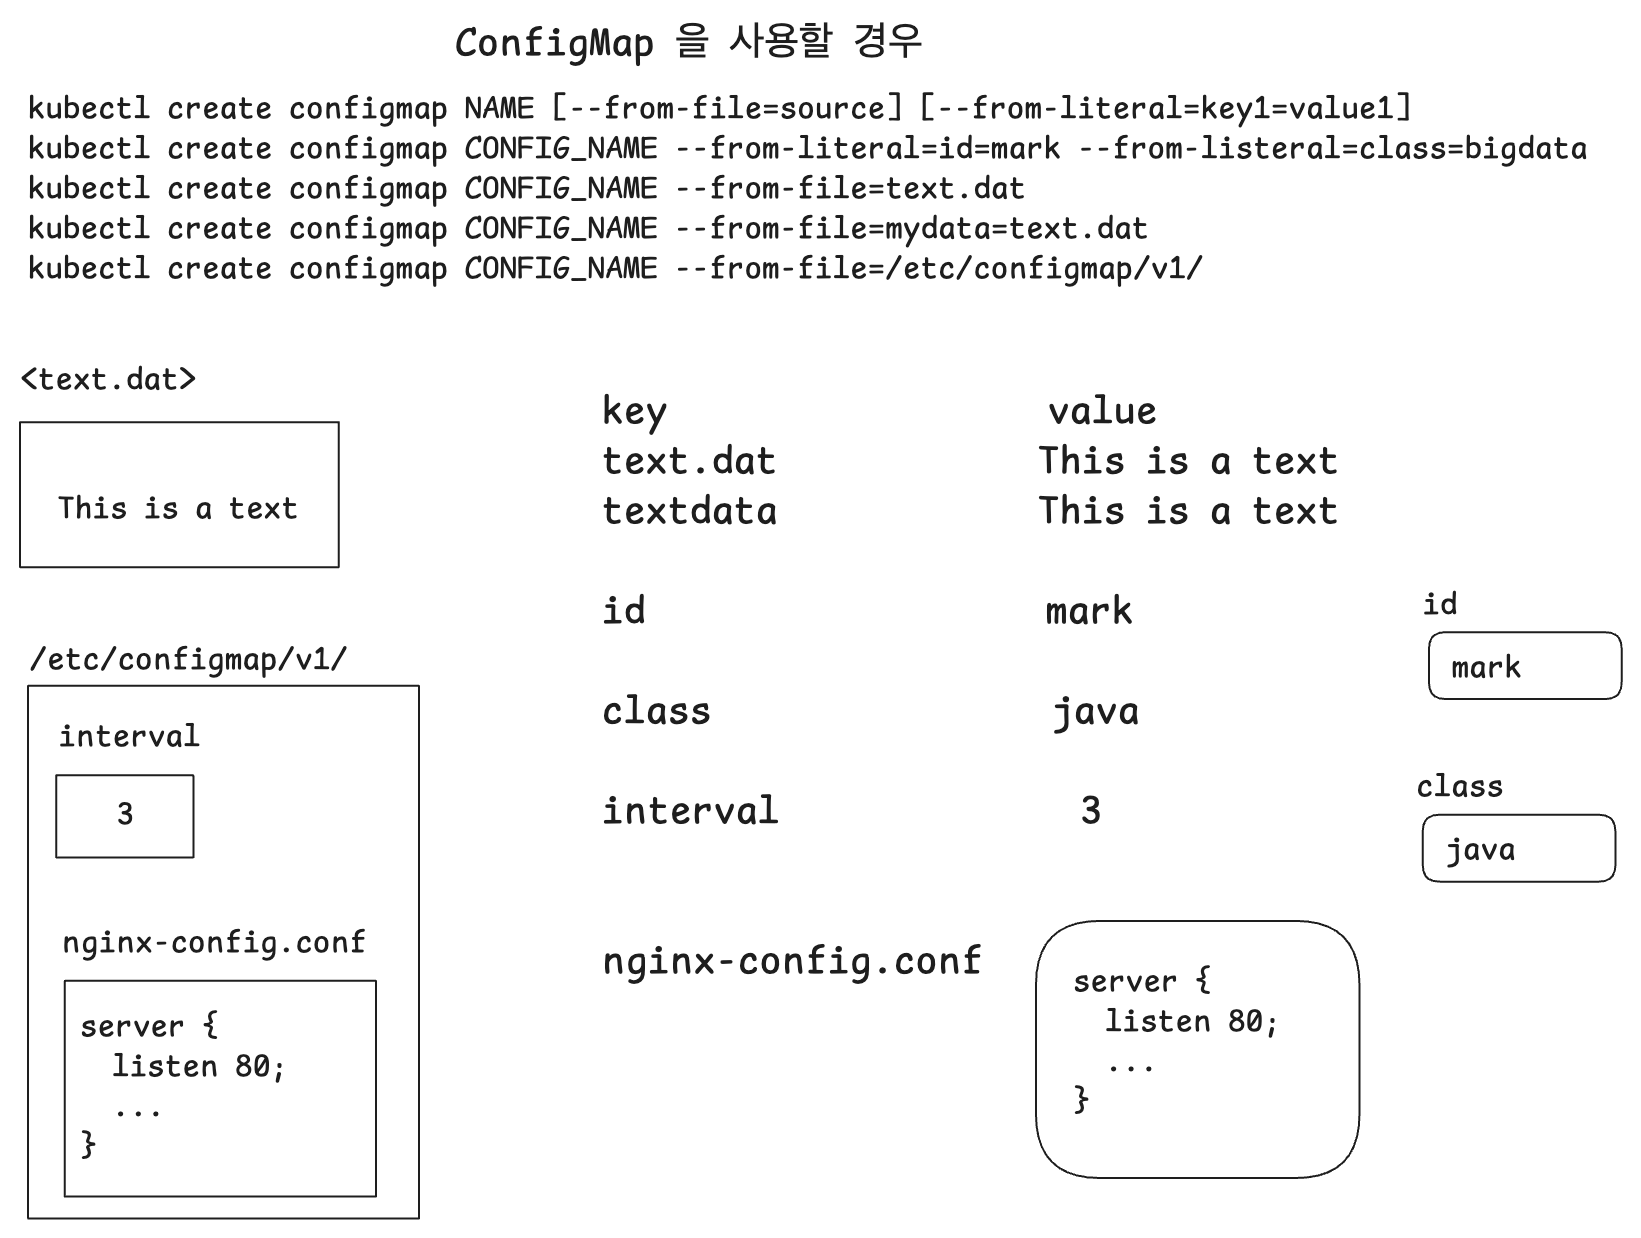 ConfigMap 을 사용할 경우
kubectl create configmap NAME [--from-file=source] [--from-literal=key1=value1]
kubectl create configmap CONFIG_NAME --from-literal=id=mark --from-listeral=class=bigdata
kubectl create configmap CONFIG_NAME --from-file=text.dat
kubectl create configmap CONFIG_NAME --from-file=mydata=text.dat
kubectl create configmap CONFIG_NAME --from-file=/etc/configmap/v1/
<text.dat>
This is a text
/etc/configmap/v1/
interval
3
nginx-config.conf
server {
listen 80;
...
}
key value
text.dat This is a text
textdata This is a text
id mark
class java
interval 3
nginx-config.conf
server {
listen 80;
...
}
id
mark
class
java